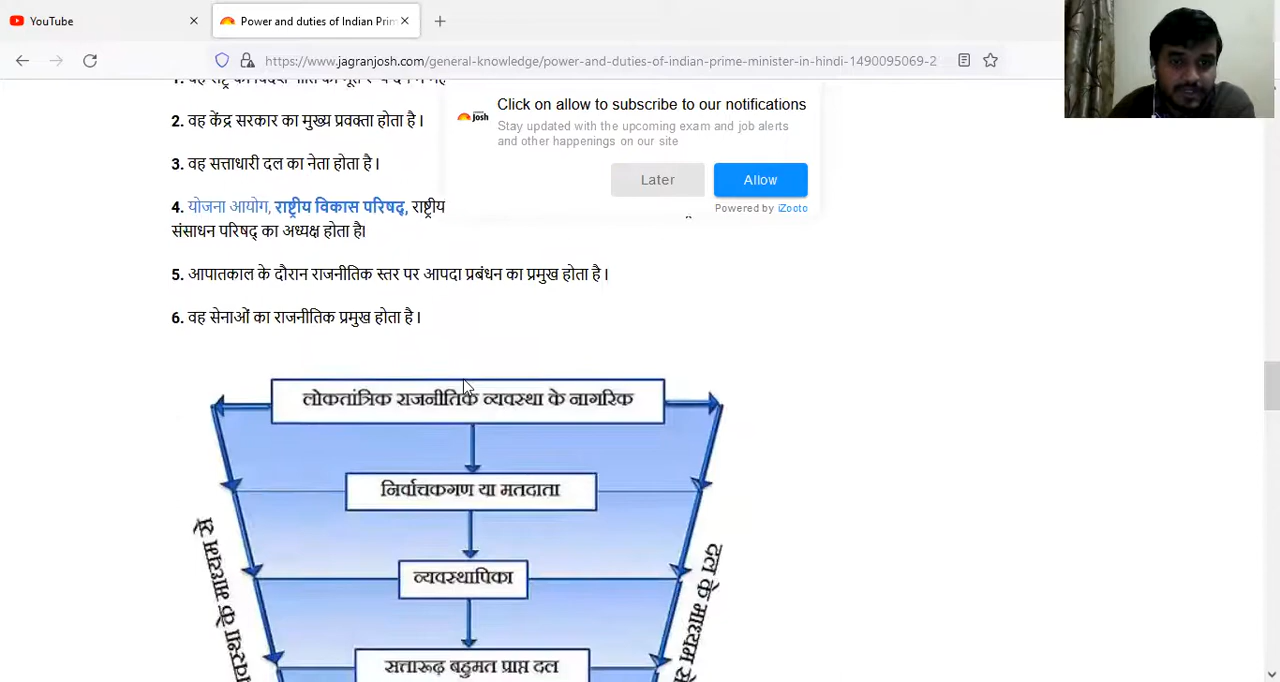 YouTube
Power and duties of Indian Prim
https://www.jagranjosh.com/general-knowledge/power-and-duties-of-indian-prime-minister-in-hindi-1490095069-2
Click on allow to subscribe to our notifications
josh
Stay updated with the upcoming exam and job alerts
and other happenings on our site
Later
Allow
Powered by iZooto
2. वह केंद्र सरकार का मुख्य प्रवक्ता होता है ।
3. वह सत्ताधारी दल का नेता होता है ।
4. योजना आयोग, राष्ट्रीय विकास परिषद्, राष्ट्रीय
संसाधन परिषद् का अध्यक्ष होता है।
5. आपातकाल के दौरान राजनीतिक स्तर पर आपदा प्रबंधन का प्रमुख होता है ।
6. वह सेनाओं का राजनीतिक प्रमुख होता है ।
लोकतांत्रिक राजनीतिक व्यवस्था के नागरिक
निर्वाचकगण या मतदाता
व्यवस्थापिका
सत्तारूढ़ बहुमत प्राप्त दल
दल के माध्यम से